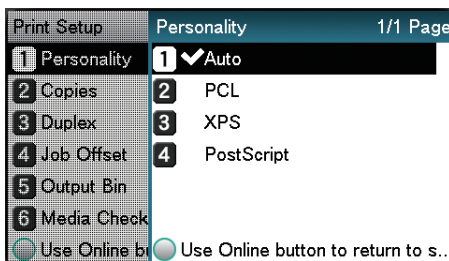 Print Setup
1 Personality
2 Copies
3 Duplex
4 Job Offset
5 Output Bin
6 Media Check
Use Online
Personality 1/1 Page
1 Auto
2 PCL
3 XPS
4 PostScript
Use Online button to return to s..